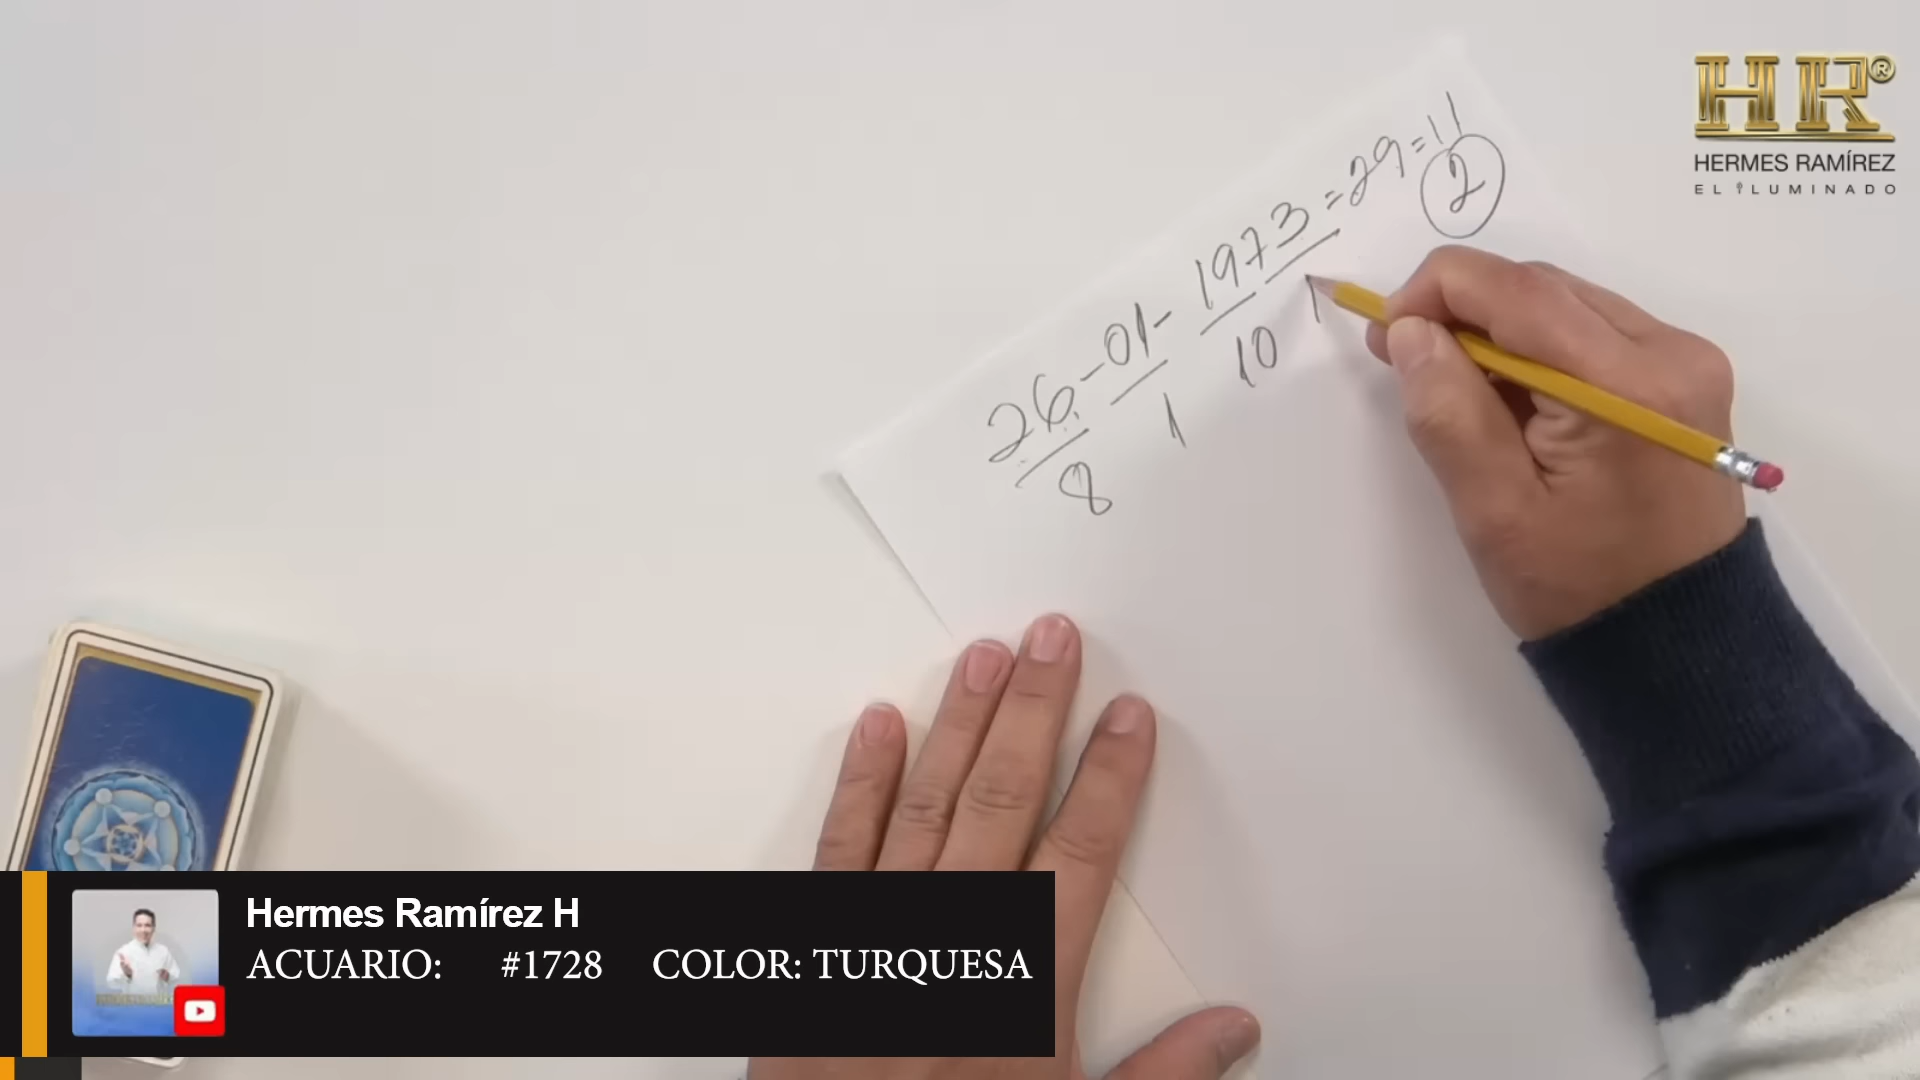 HR®
HERMES RAMÍREZ
EL ILUMINADO
26-01-1973=29=11
2
8 1 10 1
Hermes Ramírez H
ACUARIO: #1728 COLOR: TURQUESA